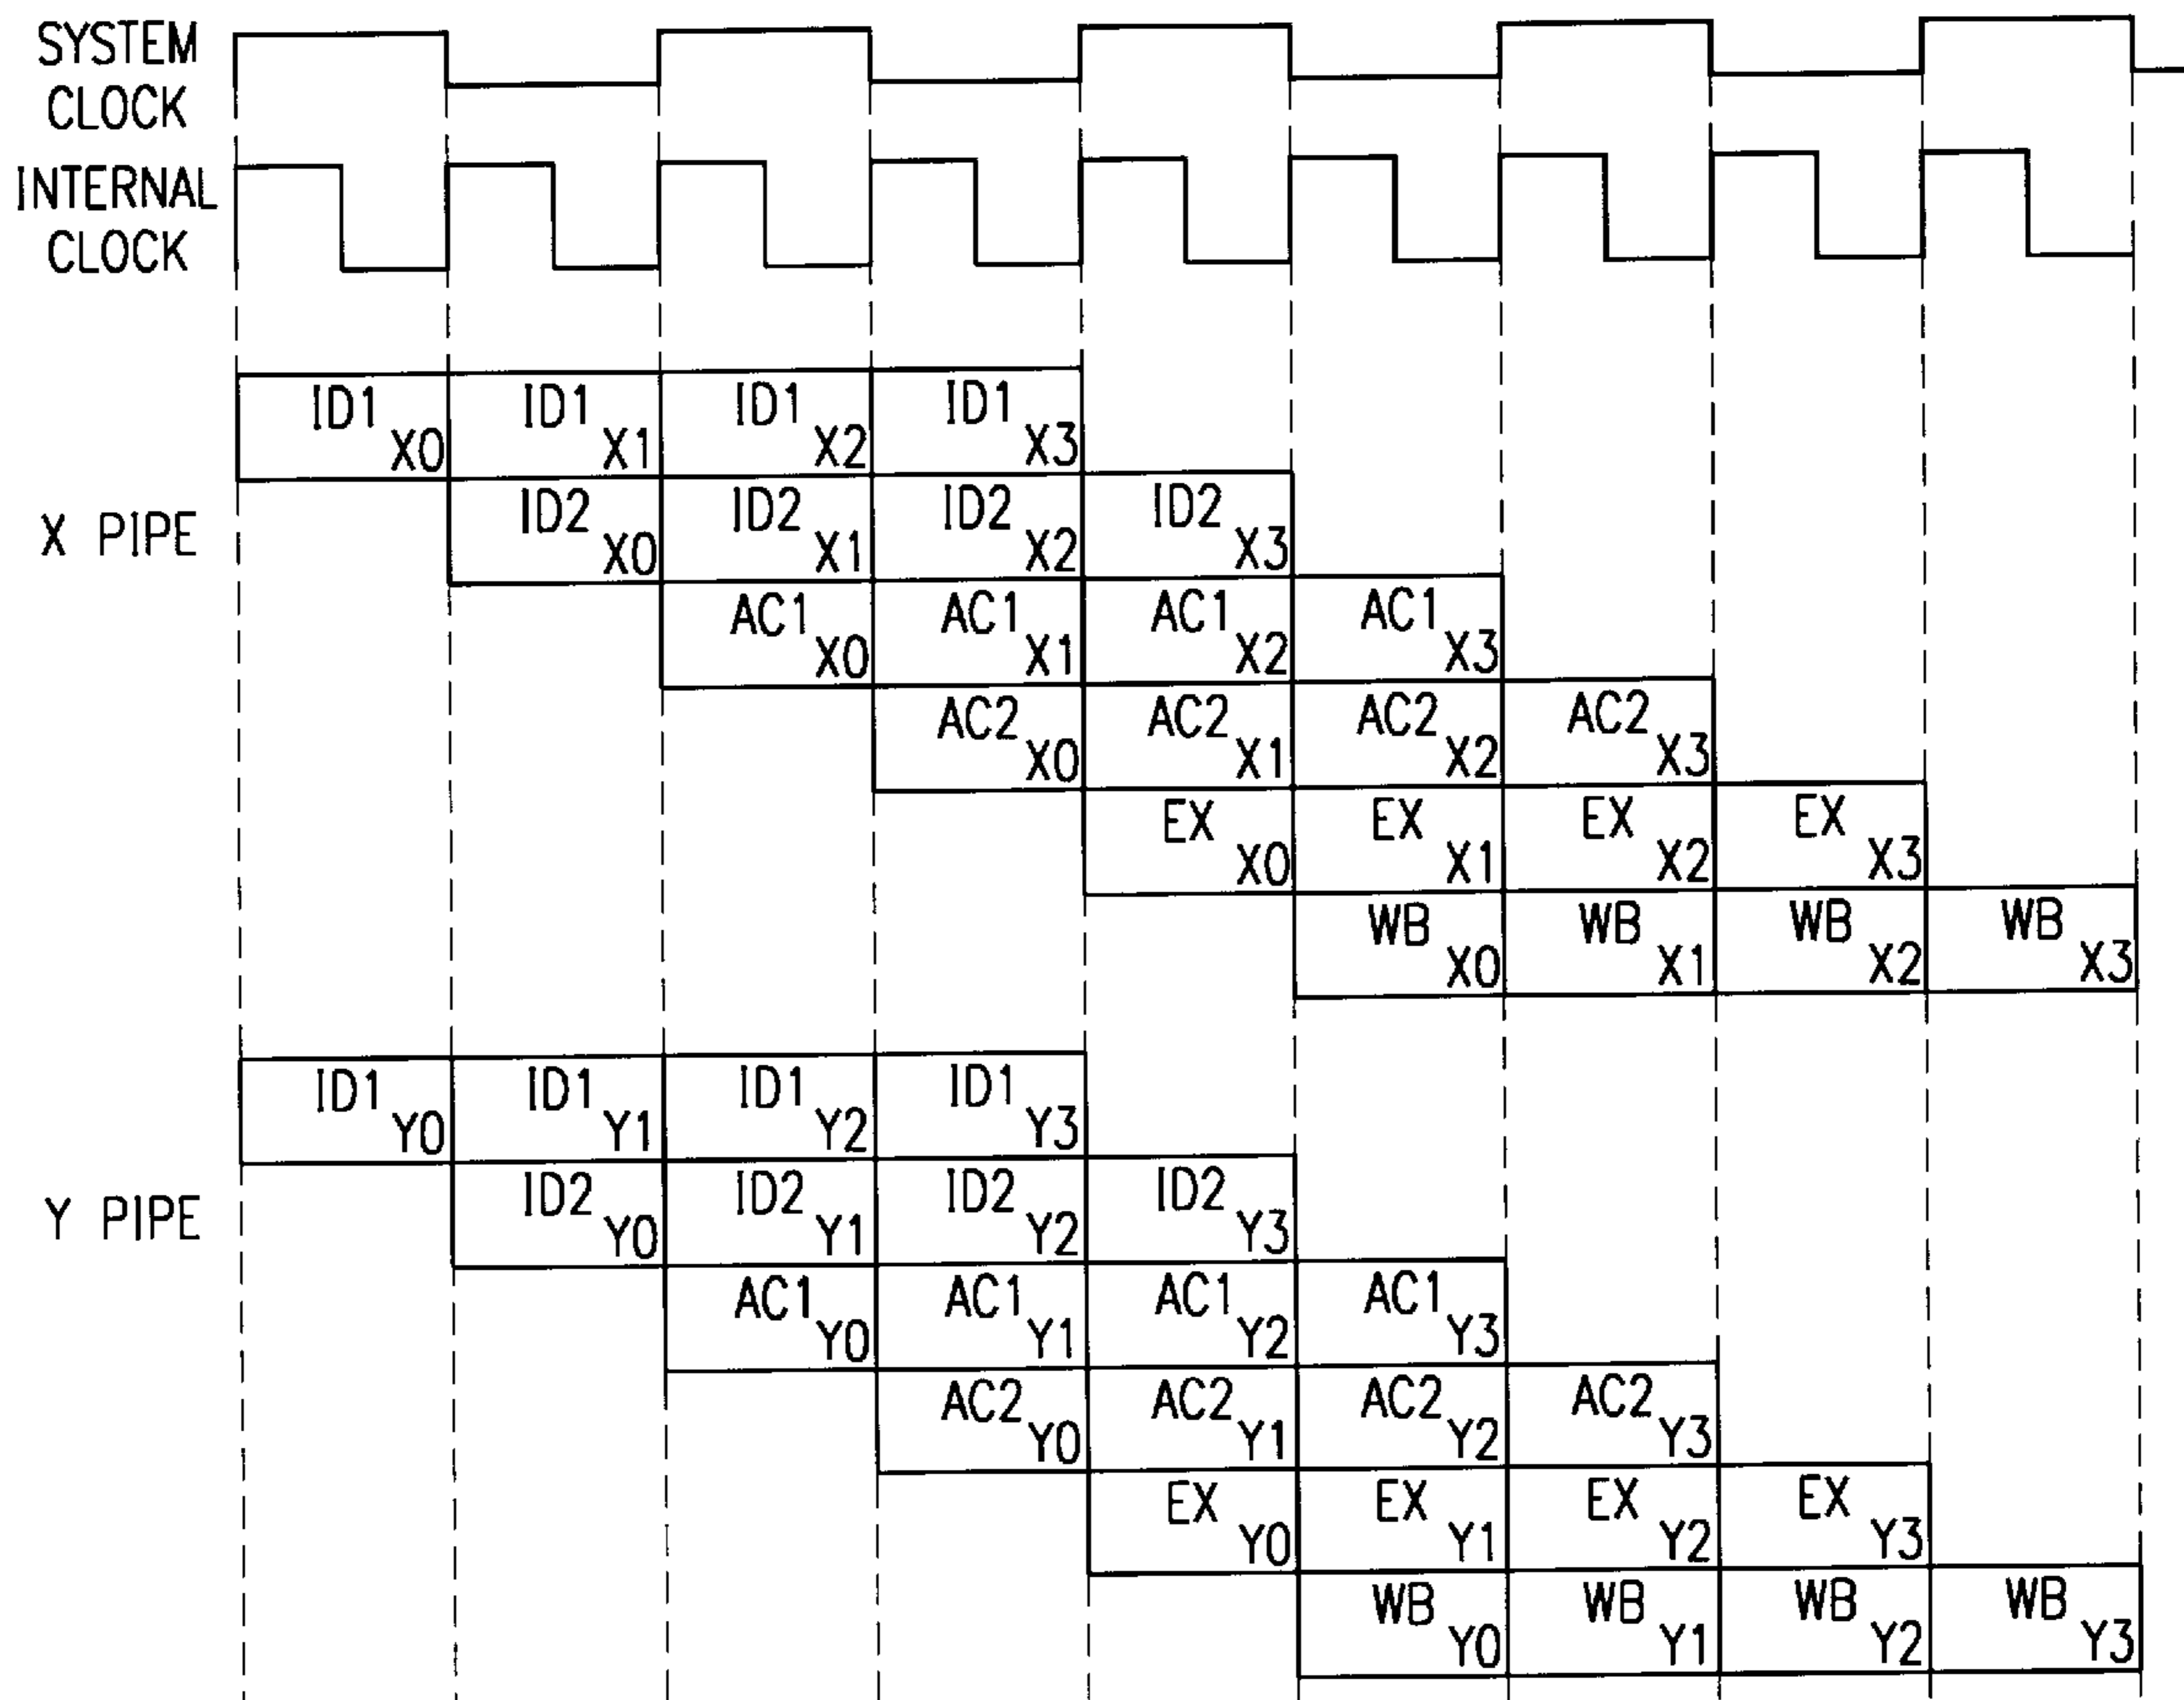 SYSTEM
CLOCK
INTERNAL
CLOCK
ID1 X0 ID1 X1 ID1 X2 ID1 X3
X PIPE
ID2 X0 ID2 X1 ID2 X2 ID2 X3
AC1 X0 AC1 X1 AC1 X2 AC1 X3
AC2 X0 AC2 X1 AC2 X2 AC2 X3
EX X0 EX X1 EX X2 EX X3
WB X0 WB X1 WB X2 WB X3
ID1 Y0 ID1 Y1 ID1 Y2 ID1 Y3
Y PIPE
ID2 Y0 ID2 Y1 ID2 Y2 ID2 Y3
AC1 Y0 AC1 Y1 AC1 Y2 AC1 Y3
AC2 Y0 AC2 Y1 AC2 Y2 AC2 Y3
EX Y0 EX Y1 EX Y2 EX Y3
WB Y0 WB Y1 WB Y2 WB Y3